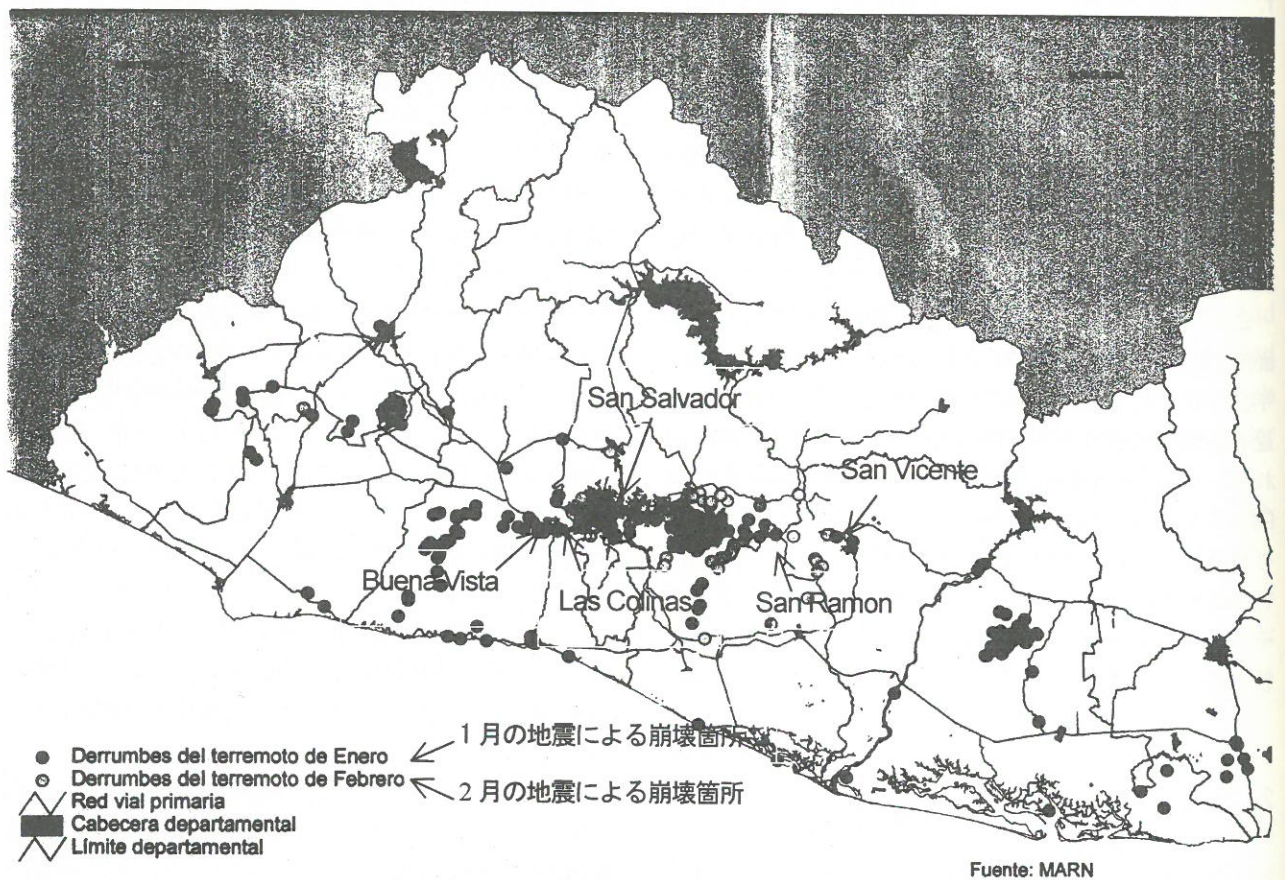 San Salvador
San Vicente
Buena Vista
Las Colinas
San Ramon
Derrumbes del terremoto de Enero
1月の地震による崩壊箇所
Derrumbes del terremoto de Febrero
2月の地震による崩壊箇所
Red vial primaria
Cabecera departamental
Límite departamental
Fuente: MARN